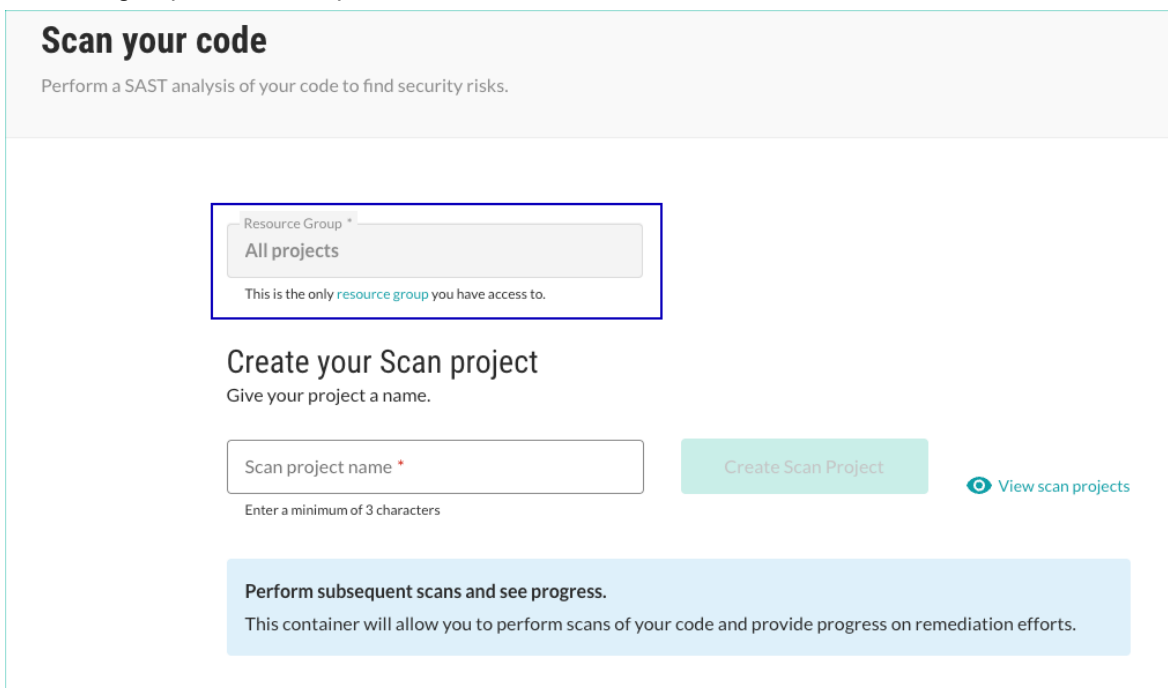 Scan your code
Perform a SAST analysis of your code to find security risks.
Resource Group *
All projects
This is the only resource group you have access to.
Create your Scan project
Give your project a name.
Scan project name *
Create Scan Project
View scan projects
Enter a minimum of 3 characters
Perform subsequent scans and see progress.
This container will allow you to perform scans of your code and provide progress on remediation efforts.